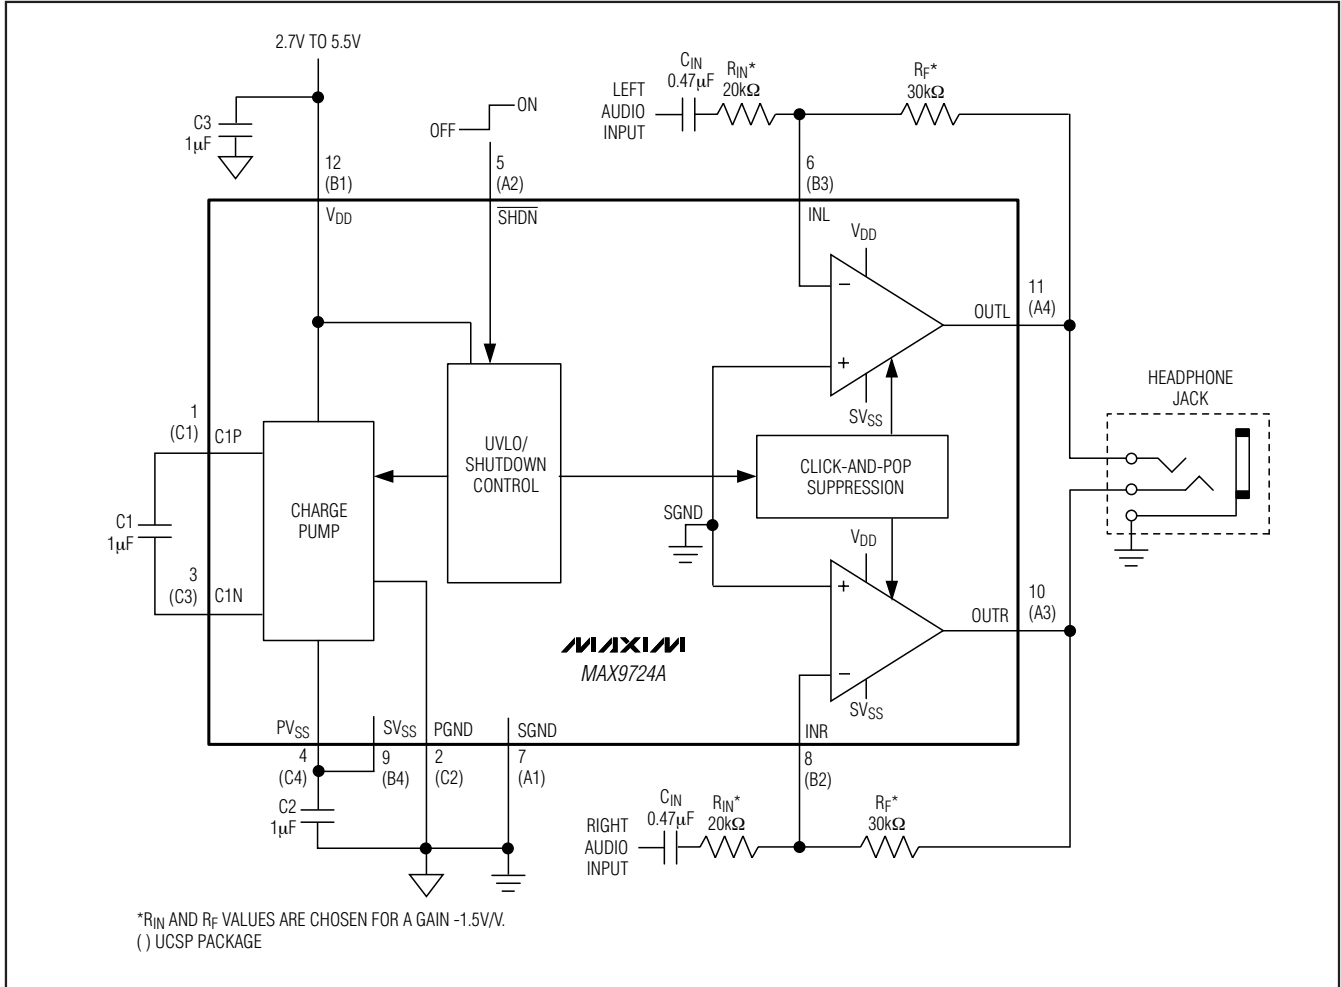 2.7V TO 5.5V
C3
1µF
OFF
ON
12
(B1)
5
(A2)
LEFT
AUDIO
INPUT
CIN
0.47µF
RIN*
20kΩ
RF*
30kΩ
6
(B3)
VDD
SHDN
INL
VDD
−
+
SVSS
OUTL
11
(A4)
HEADPHONE
JACK
1
(C1)
C1P
C1
1µF
3
(C3)
C1N
CHARGE
PUMP
UVLO/
SHUTDOWN
CONTROL
CLICK-AND-POP
SUPPRESSION
SGND
VDD
+
−
SVSS
OUTR
10
(A3)
MAXIM
MAX9724A
PVSS
SVSS
PGND
SGND
INR
4
(C4)
9
(B4)
2
(C2)
7
(A1)
8
(B2)
C2
1µF
RIGHT
AUDIO
INPUT
CIN
0.47µF
RIN*
20kΩ
RF*
30kΩ
*RIN AND RF VALUES ARE CHOSEN FOR A GAIN -1.5V/V.
( ) UCSP PACKAGE